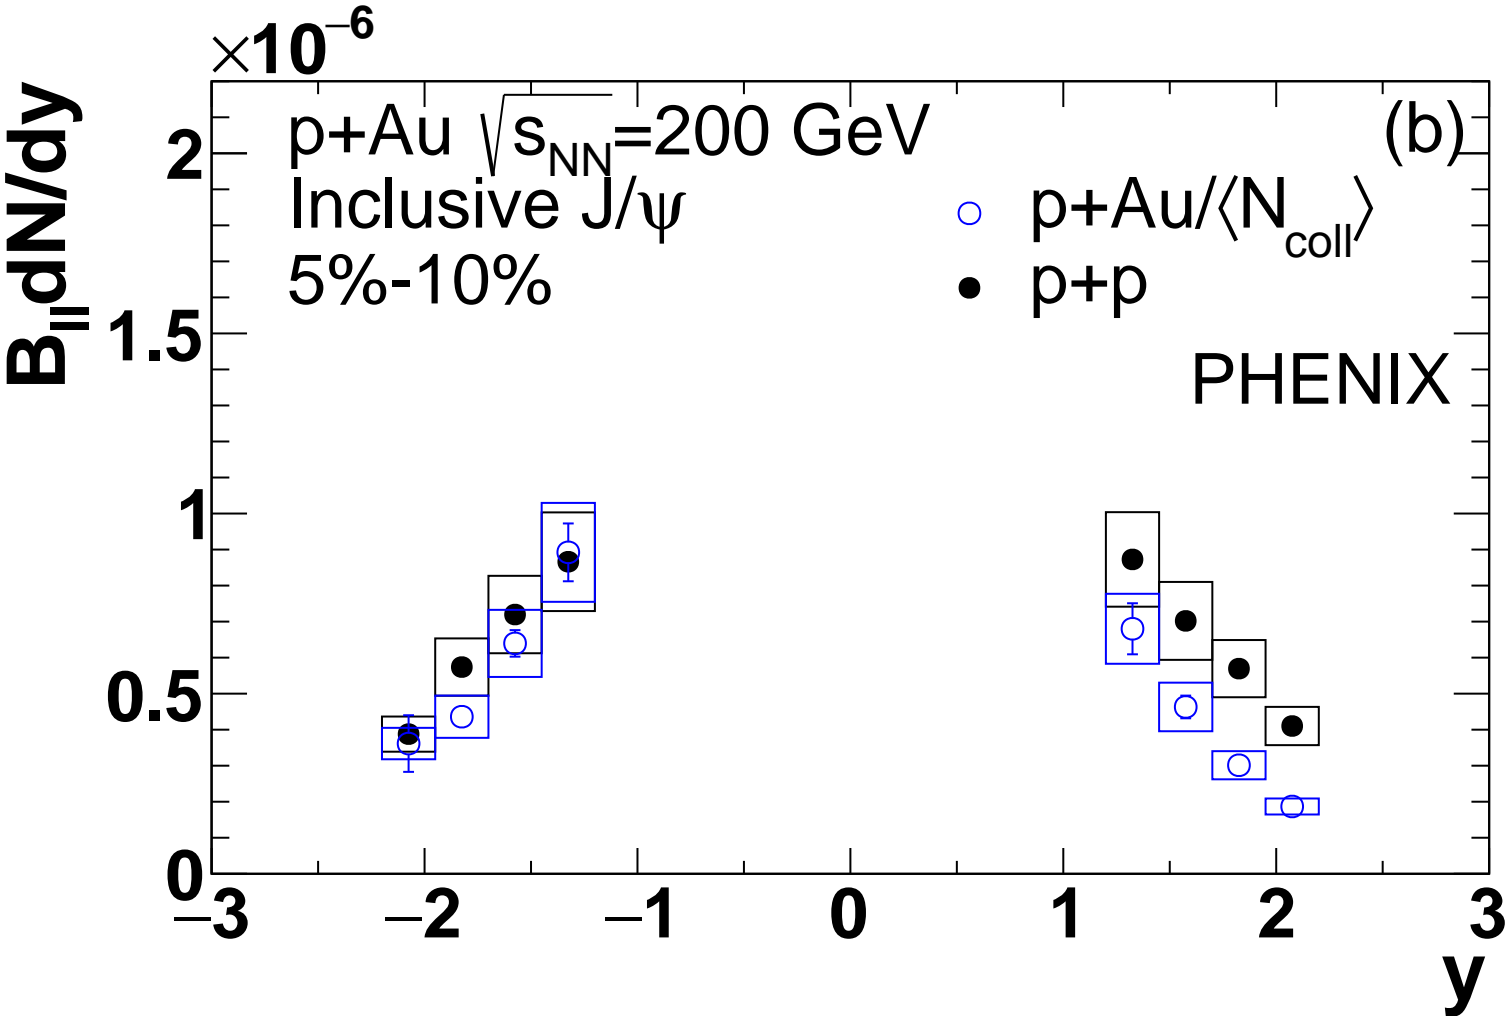 ×10⁻⁶
B_ll dN/dy
p+Au √s_NN=200 GeV
(b)
Inclusive J/ψ
5%-10%
p+Au/⟨N_coll⟩
p+p
PHENIX
2
1.5
1
0.5
0
−3 −2 −1 0 1 2 3
y